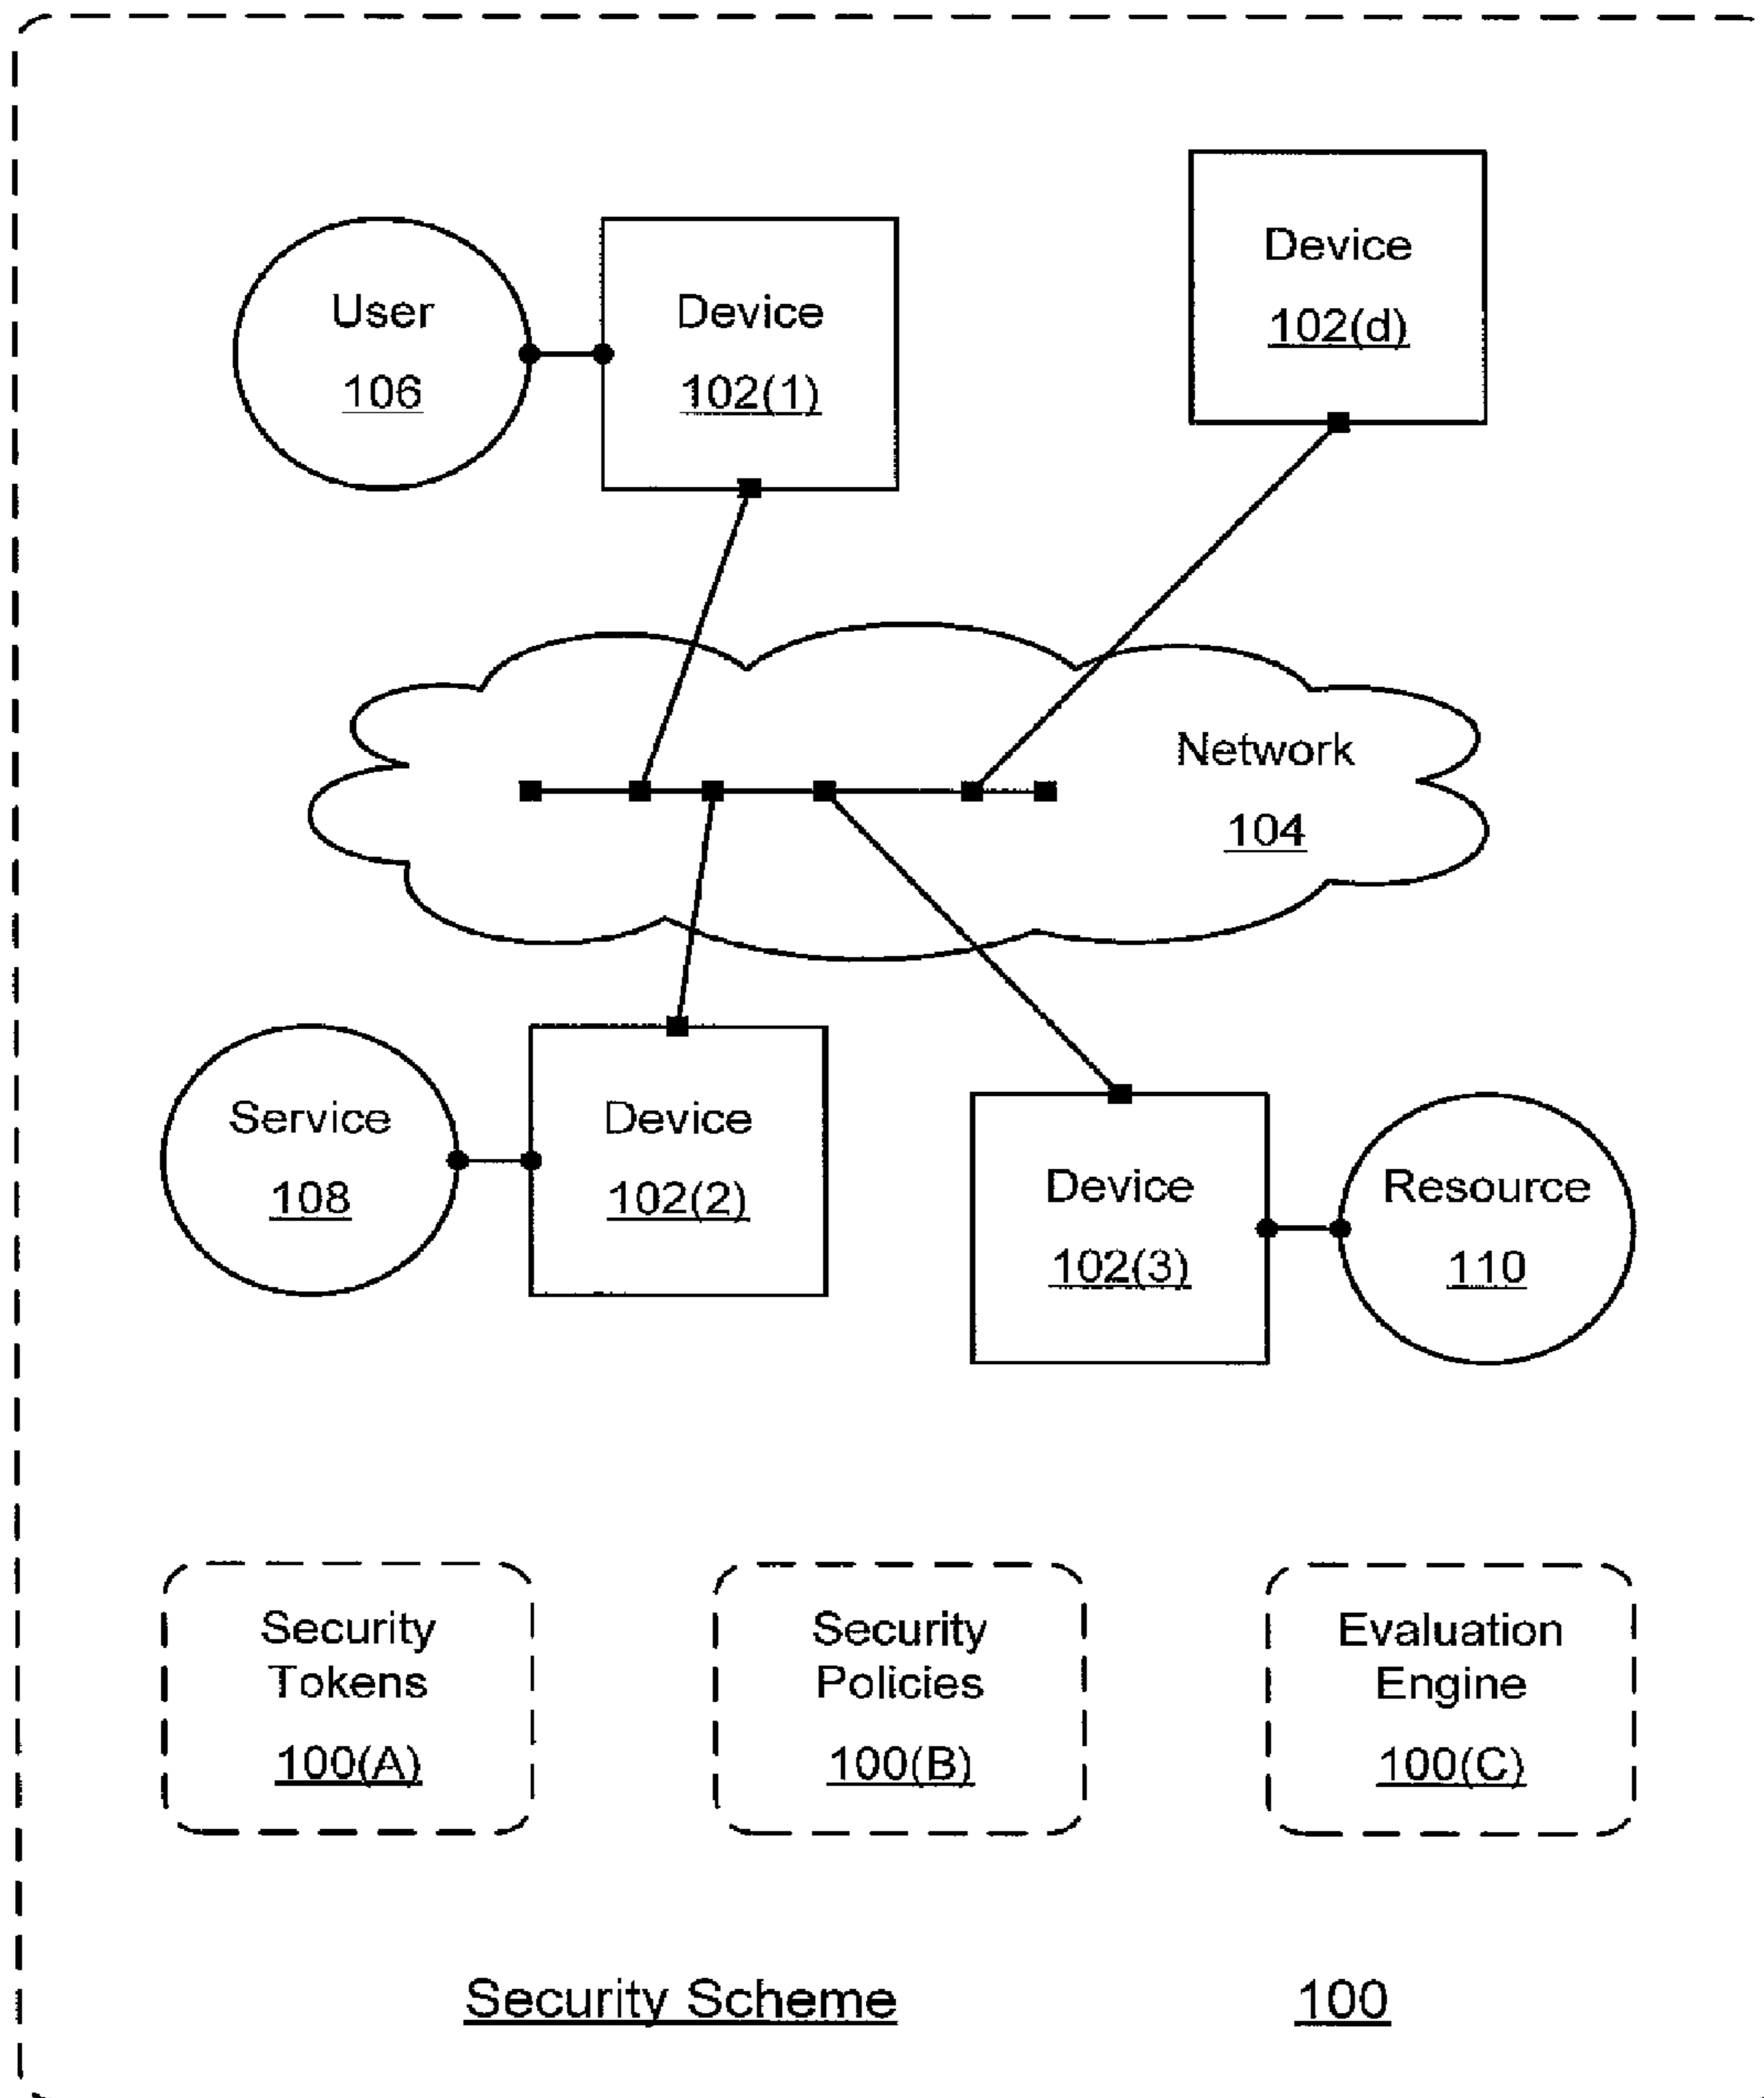 Device
102(d)
User
106
Device
102(1)
Network
104
Service
108
Device
102(2)
Device
102(3)
Resource
110
Security
Tokens
100(A)
Security
Policies
100(B)
Evaluation
Engine
100(C)
Security Scheme 100